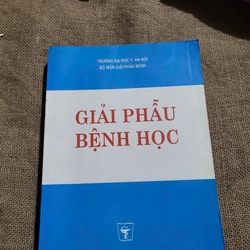 TRƯỜNG ĐẠI HỌC Y HÀ NỘI
BỘ MÔN GIẢI PHẪU BỆNH
GIẢI PHẪU
BỆNH HỌC